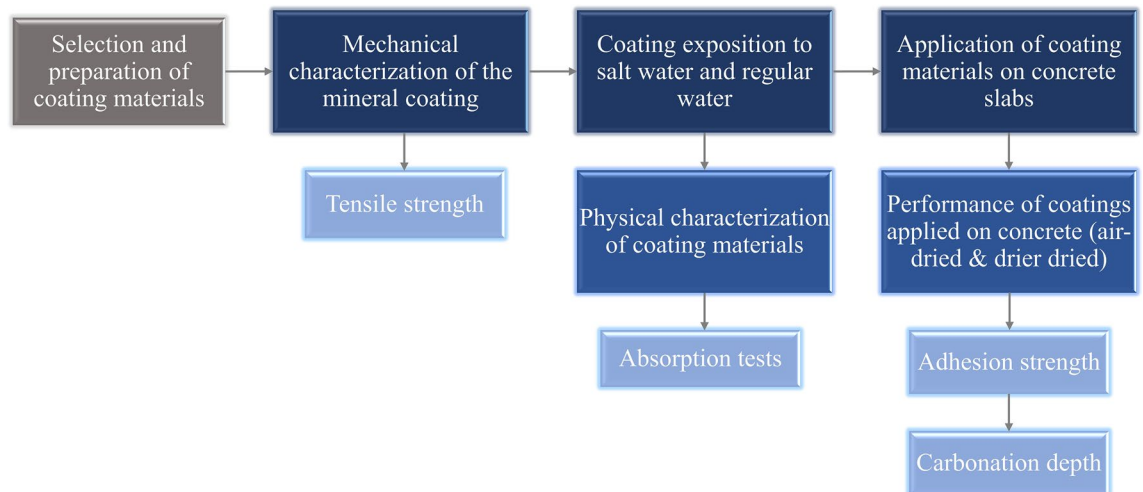 Selection and
preparation of
coating materials
Mechanical
characterization of the
mineral coating
Coating exposition to
salt water and regular
water
Application of coating
materials on concrete
slabs
Tensile strength
Physical characterization
of coating materials
Performance of coatings
applied on concrete (air-
dried & drier dried)
Absorption tests
Adhesion strength
Carbonation depth